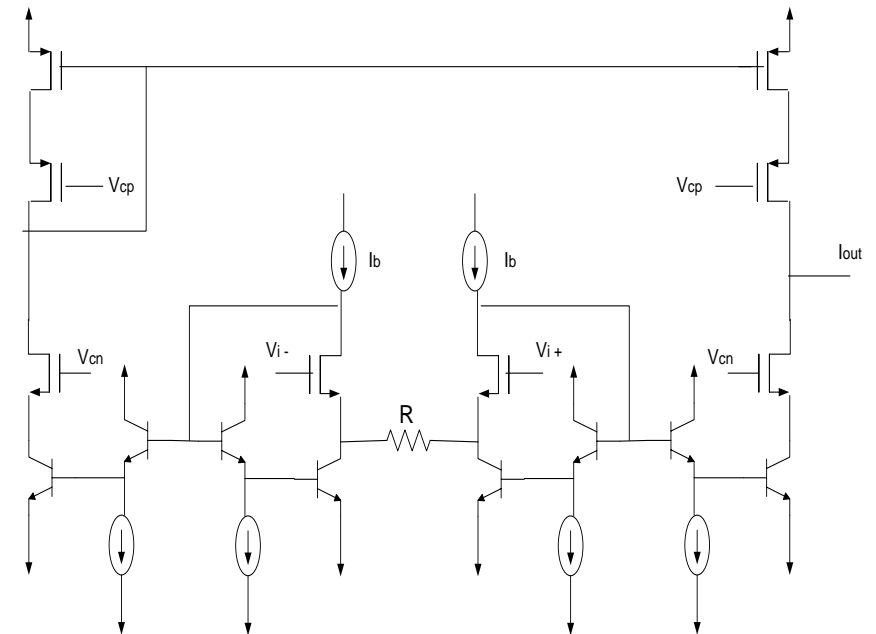 Vcp
Vcp
Ib
Ib
Iout
Vcn
Vi -
Vi +
Vcn
R